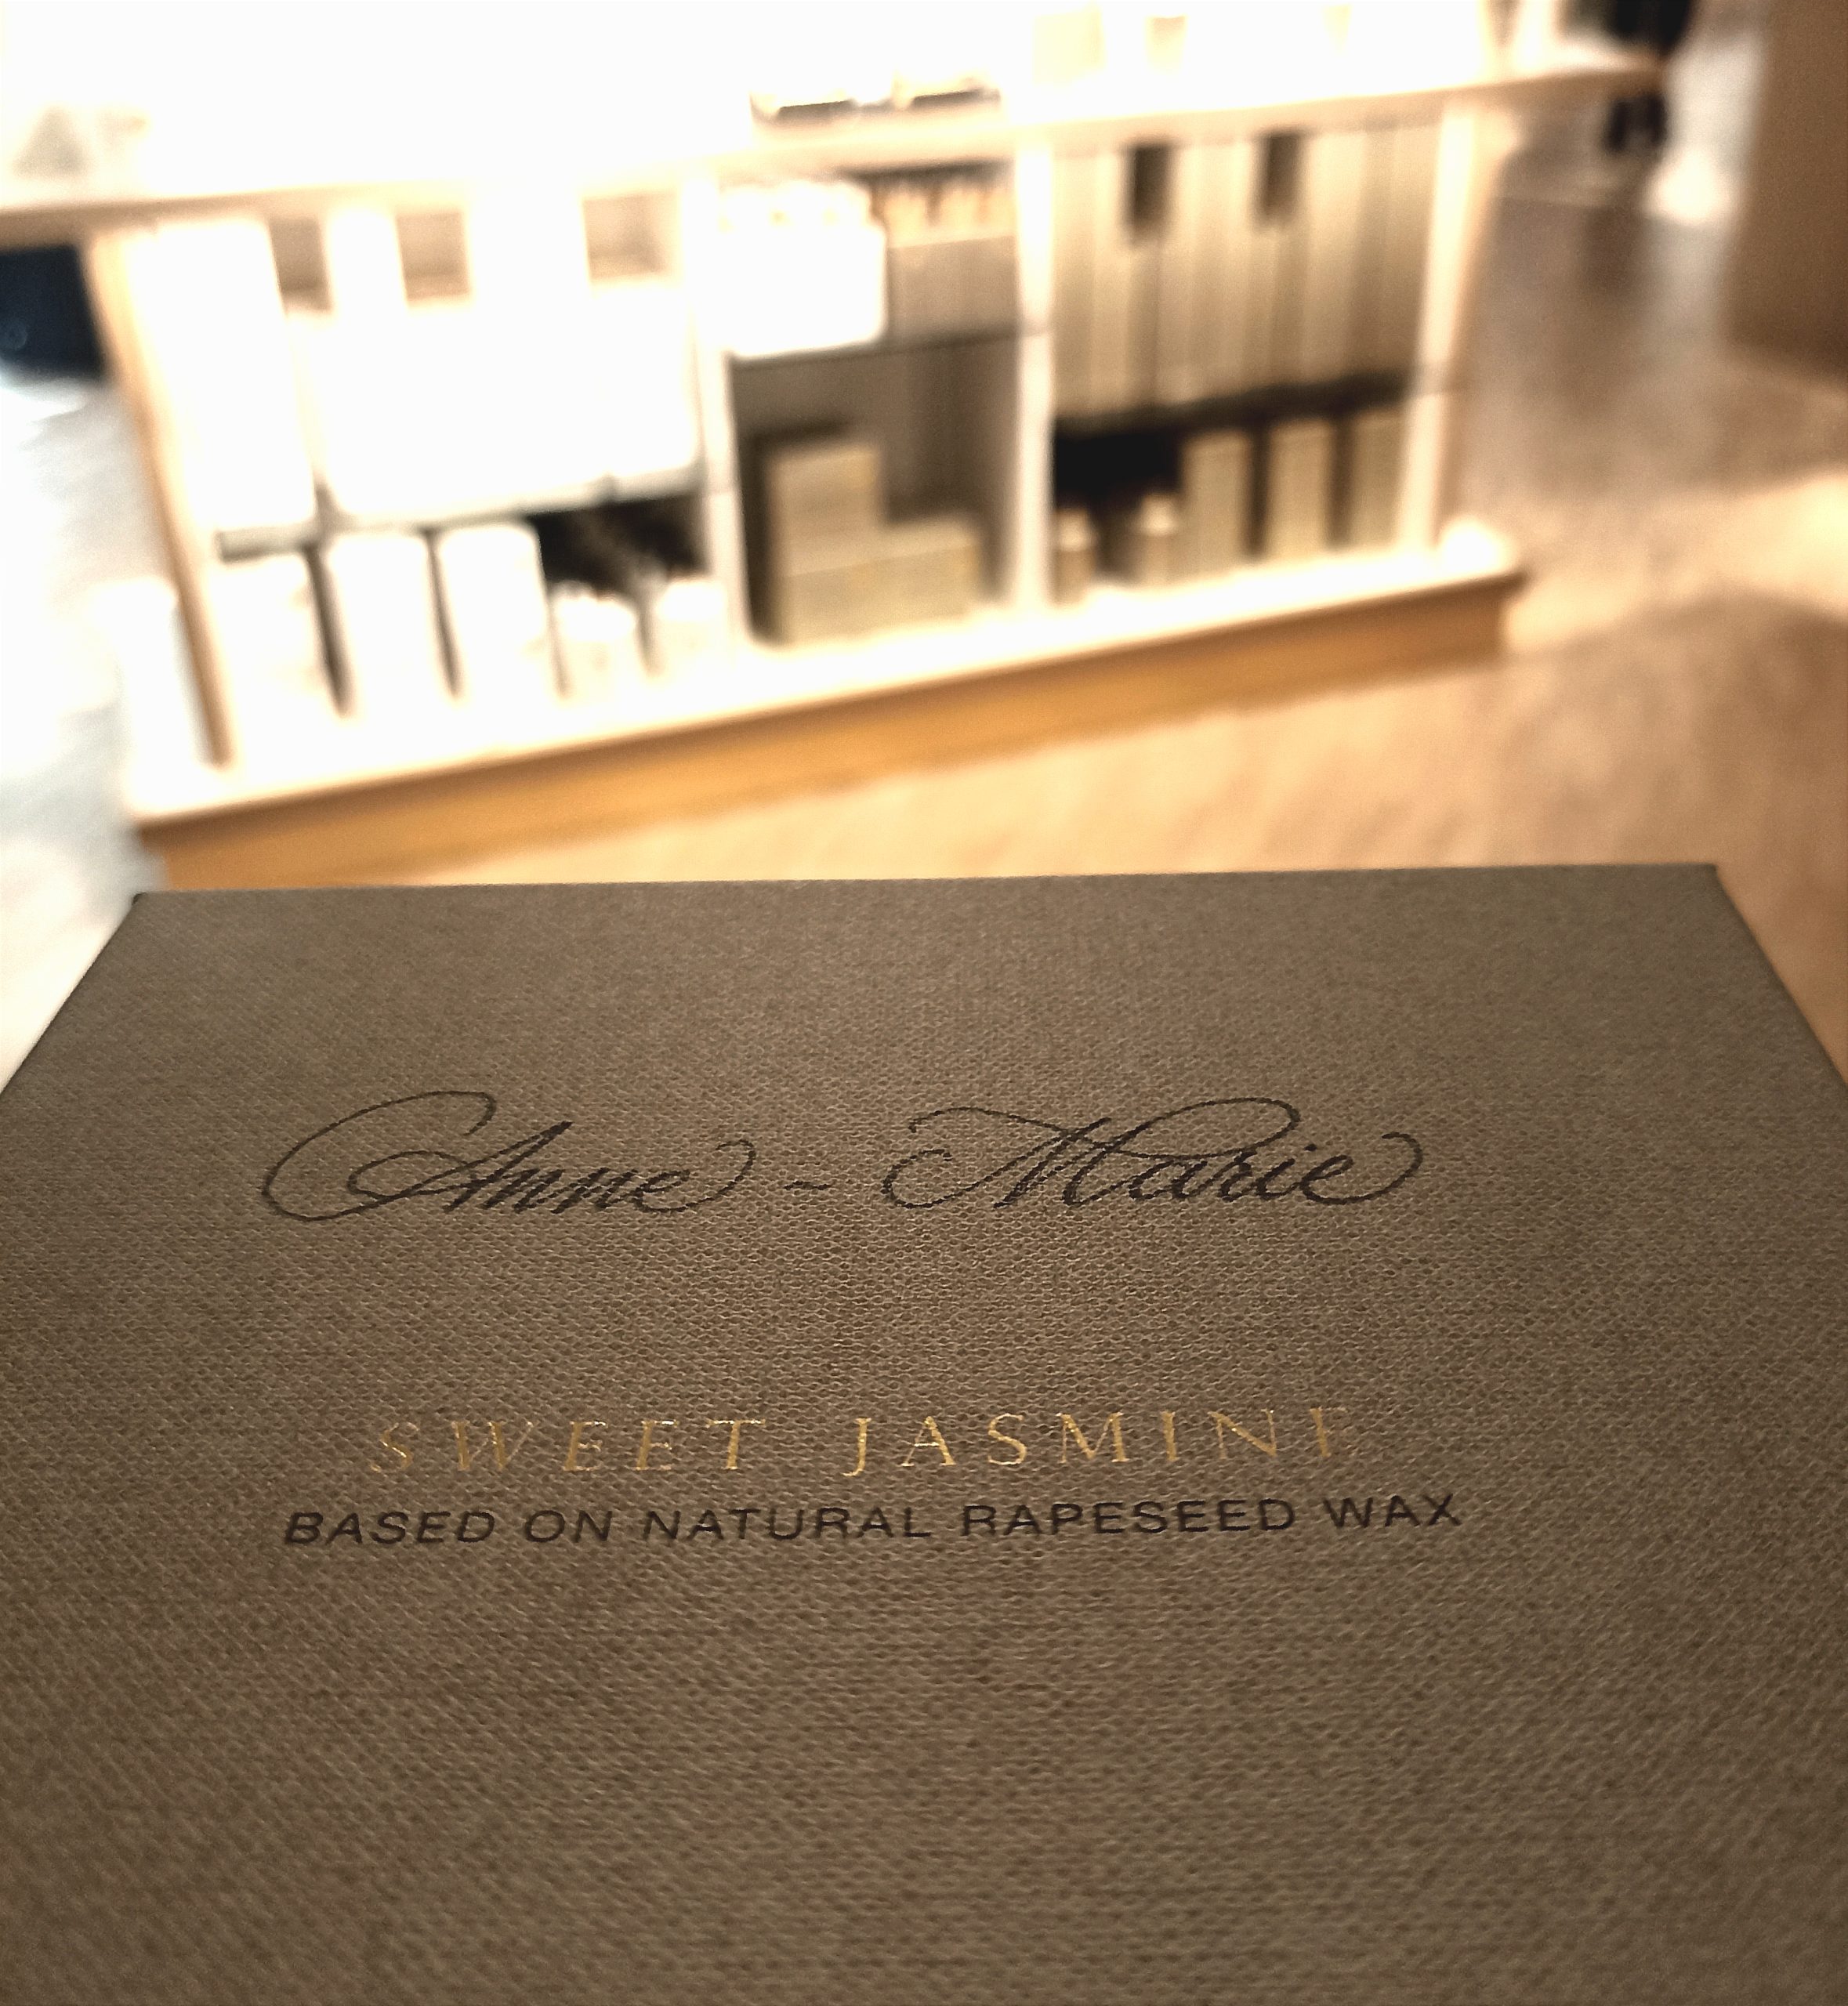 Anne - Marie
SWEET JASMINE
BASED ON NATURAL RAPESEED WAX